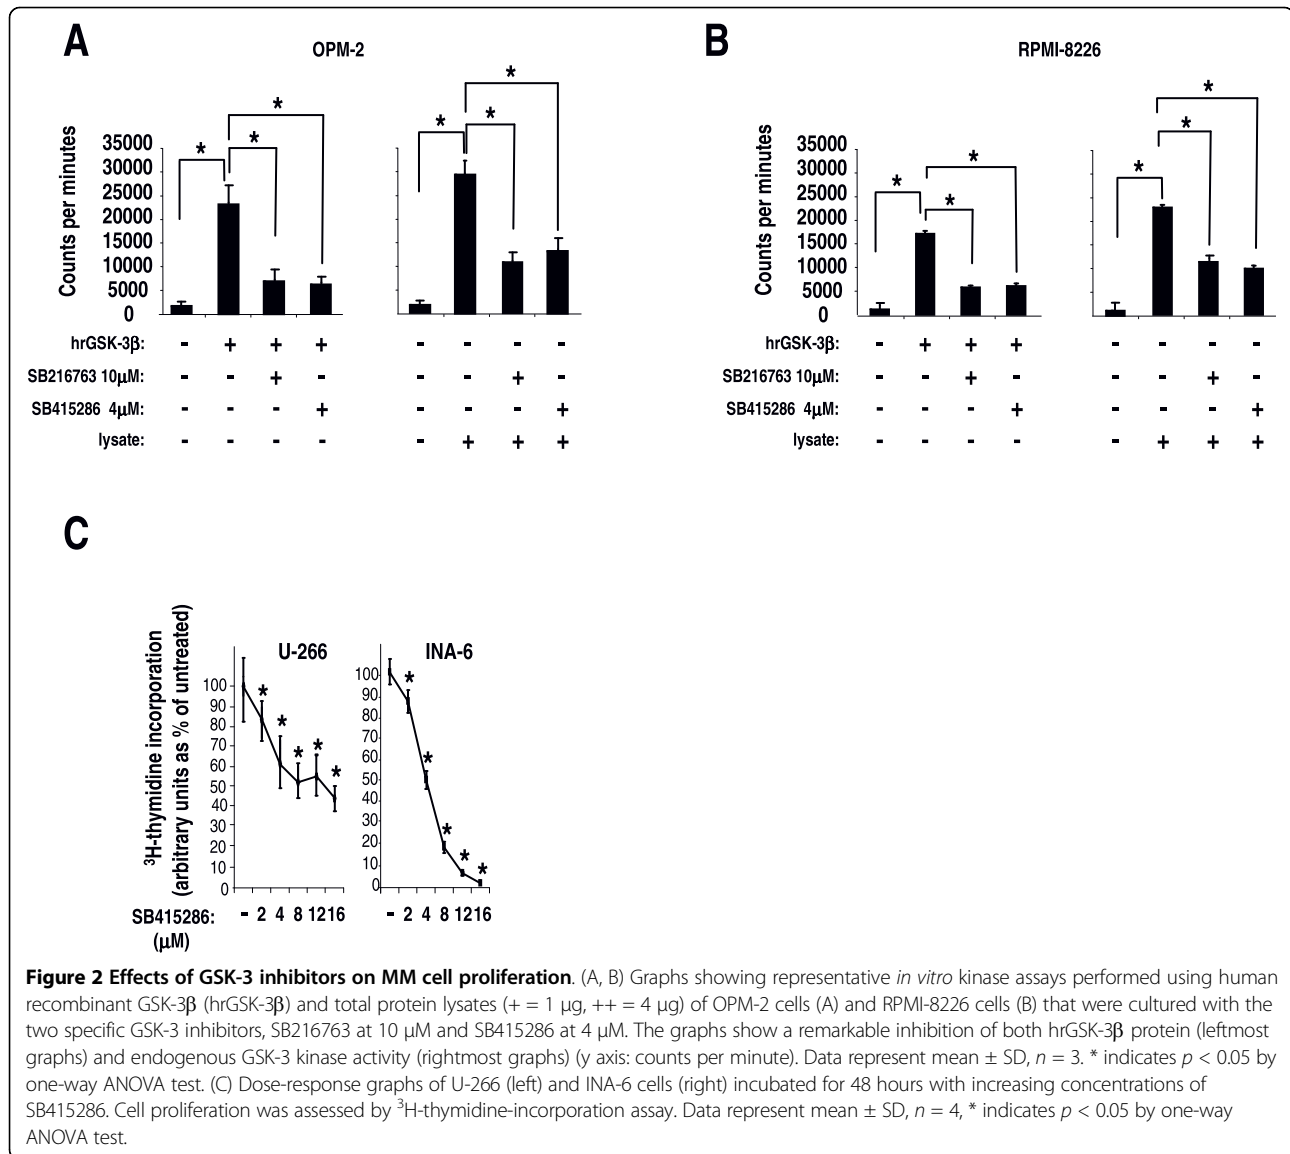 A
OPM-2
* * *
* * *
Counts per minutes
35000
30000
25000
20000
15000
10000
5000
0
hrGSK-3β: - + + + - - - -
SB216763 10μM: - - + - - - + -
SB415286 4μM: - - - + - - - +
lysate: - - - - - + + +
B
RPMI-8226
* * *
* * *
Counts per minutes
35000
30000
25000
20000
15000
10000
5000
0
hrGSK-3β: - + + + - - - -
SB216763 10μM: - - + - - - + -
SB415286 4μM: - - - + - - - +
lysate: - - - - - + + +
C
³H-thymidine incorporation
(arbitrary units as % of untreated)
U-266
100
90
80
70
60
50
40
30
20
10
0
* * * * *
INA-6
100
90
80
70
60
50
40
30
20
10
0
* * * * *
SB415286: - 2 4 8 12 16 - 2 4 8 12 16
(μM)
Figure 2 Effects of GSK-3 inhibitors on MM cell proliferation. (A, B) Graphs showing representative in vitro kinase assays performed using human
recombinant GSK-3β (hrGSK-3β) and total protein lysates (+ = 1 μg, ++ = 4 μg) of OPM-2 cells (A) and RPMI-8226 cells (B) that were cultured with the
two specific GSK-3 inhibitors, SB216763 at 10 μM and SB415286 at 4 μM. The graphs show a remarkable inhibition of both hrGSK-3β protein (leftmost
graphs) and endogenous GSK-3 kinase activity (rightmost graphs) (y axis: counts per minute). Data represent mean ± SD, n = 3. * indicates p < 0.05 by
one-way ANOVA test. (C) Dose-response graphs of U-266 (left) and INA-6 cells (right) incubated for 48 hours with increasing concentrations of
SB415286. Cell proliferation was assessed by ³H-thymidine-incorporation assay. Data represent mean ± SD, n = 4, * indicates p < 0.05 by one-way
ANOVA test.